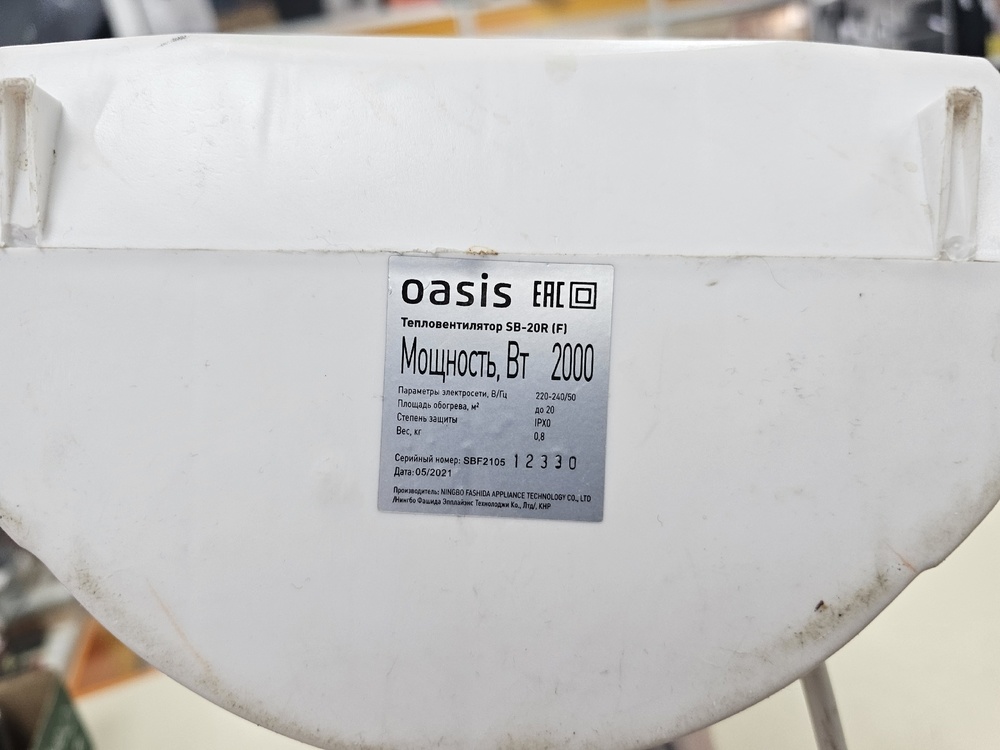 oasis EAC
Тепловентилятор SB-20R (F)
Мощность, Вт 2000
Параметры электросети, В/Гц 220-240/50
Площадь обогрева, м² до 20
Степень защиты IPX0
Вес, кг 0,8
Серийный номер: SBF2105 12330
Дата: 05/2021
Производитель: NINGBO FASHIDA APPLIANCE TECHNOLOGY CO., LTD
/Нингбо Фашида Эпплайэнс Технолоджи Ко., Лтд/, КНР